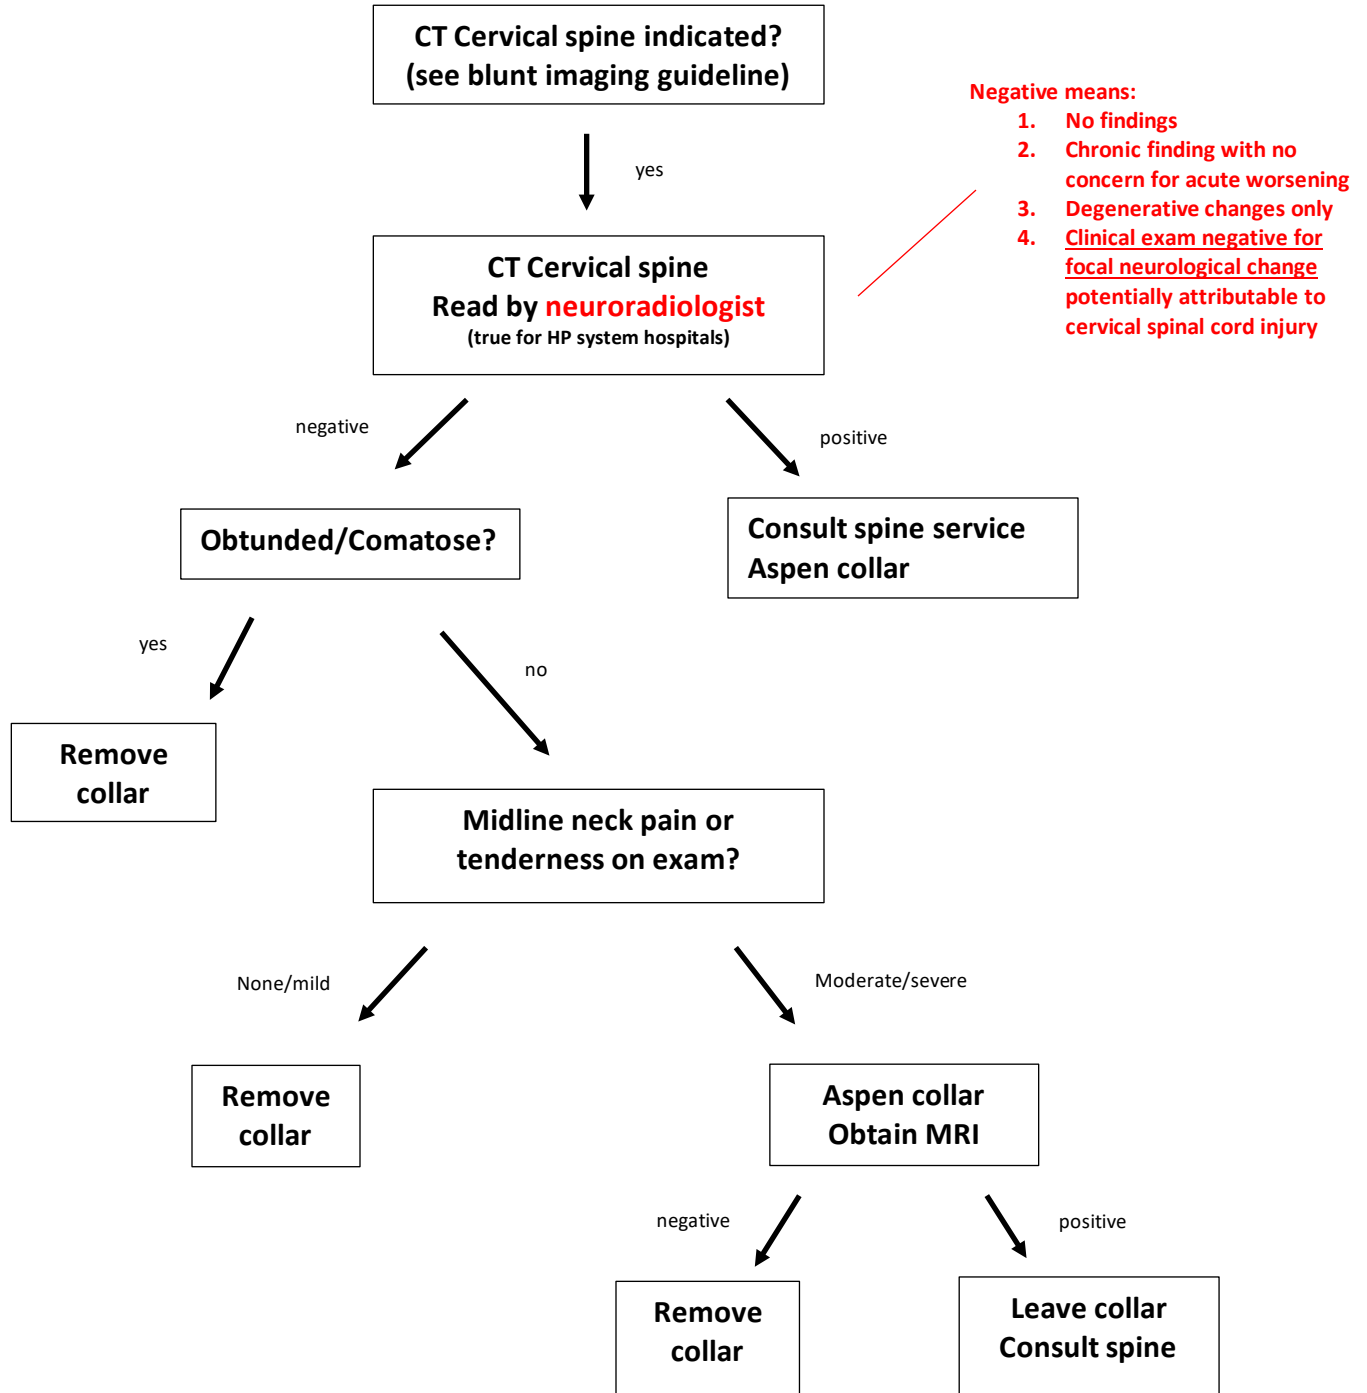 CT Cervical spine indicated?
(see blunt imaging guideline)
Negative means:
1. No findings
2. Chronic finding with no
concern for acute worsening
3. Degenerative changes only
4. Clinical exam negative for
focal neurological change
potentially attributable to
cervical spinal cord injury
yes
CT Cervical spine
Read by neuroradiologist
(true for HP system hospitals)
negative
positive
Obtunded/Comatose?
Consult spine service
Aspen collar
yes
no
Remove
collar
Midline neck pain or
tenderness on exam?
None/mild
Moderate/severe
Remove
collar
Aspen collar
Obtain MRI
negative
positive
Remove
collar
Leave collar
Consult spine